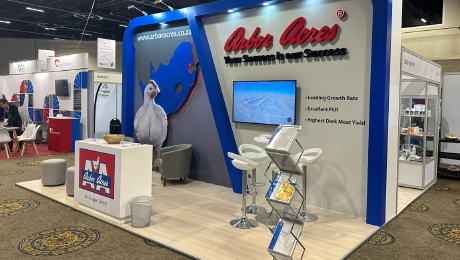 www.arboracres.co.za
Arbor Acres ®
Your Success is our Success
• Leading Growth Rate
• Excellent FCR
• Highest Dark Meat Yield
AA
Arbor Acres